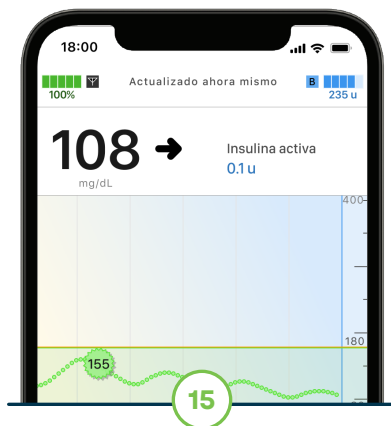 18:00
Actualizado ahora mismo
B
100%
235 u
108
Insulina activa
0.1 u
mg/dL
400
180
155
15